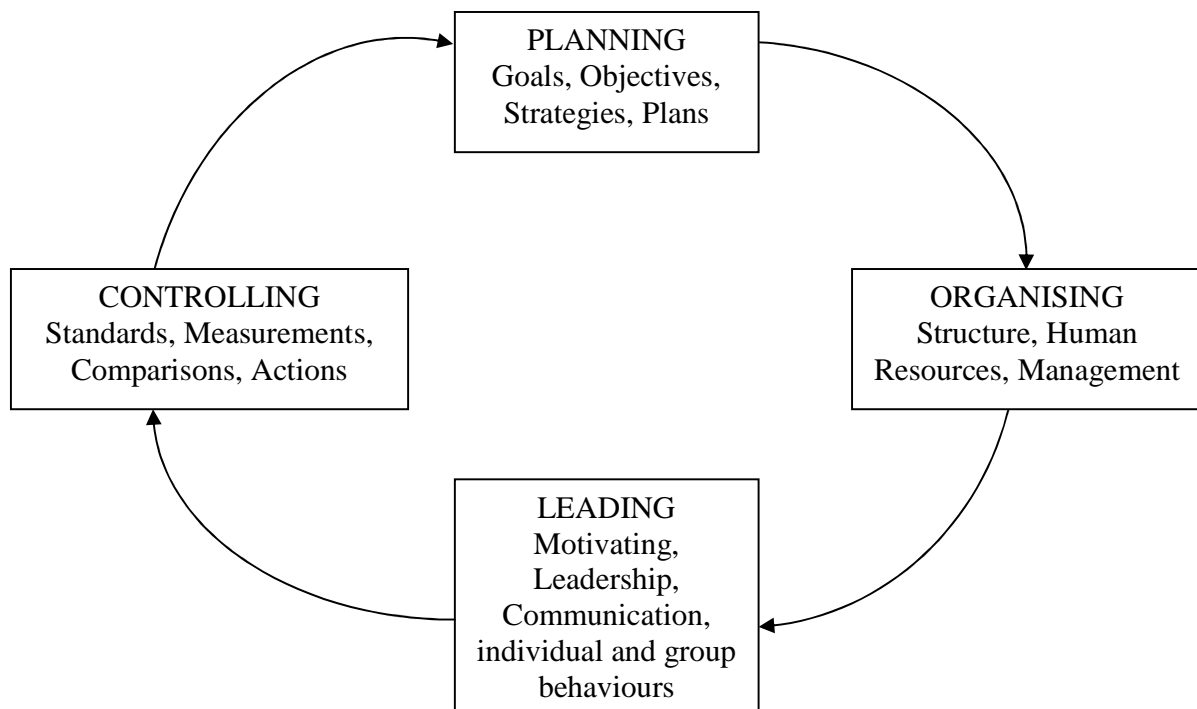 PLANNING
Goals, Objectives,
Strategies, Plans
CONTROLLING
Standards, Measurements,
Comparisons, Actions
ORGANISING
Structure, Human
Resources, Management
LEADING
Motivating,
Leadership,
Communication,
individual and group
behaviours